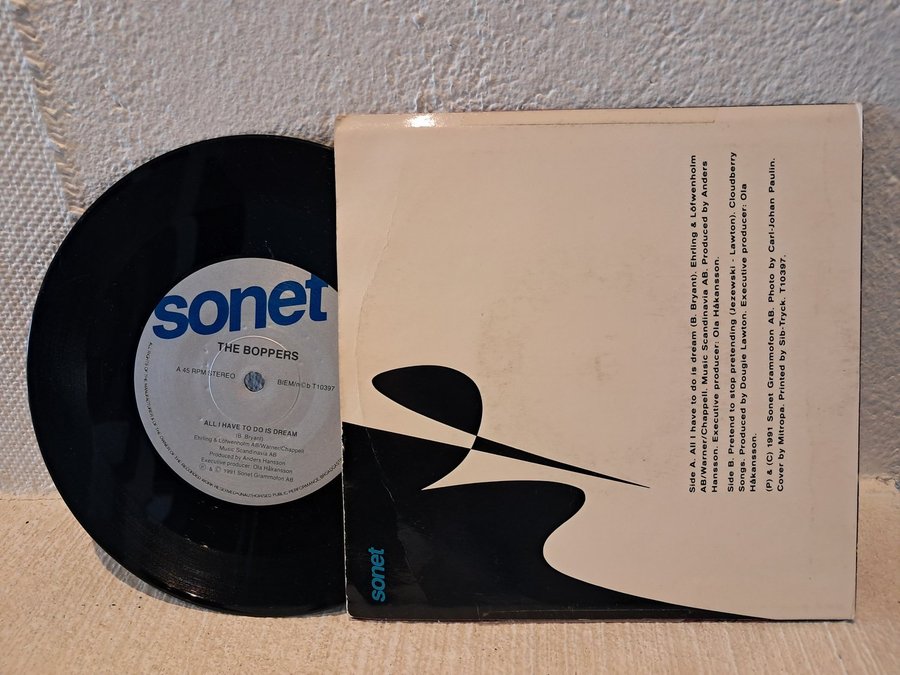 sonet
THE BOPPERS
A 45 RPM STEREO
BIEM/n©b T10397
ALL I HAVE TO DO IS DREAM
(B. Bryant)
Ehrling & Löfwenholm AB/Warner/Chappell
Music Scandinavia AB
Produced by Anders Hansson
Executive producer: Ola Håkansson
Ⓟ & © 1991 Sonet Grammofon AB
Side A. All i have to do is dream (B. Bryant). Ehrling & Löfwenholm
AB/Warner/Chappell. Music Scandinavia AB. Produced by Anders
Hansson. Executive producer: Ola Håkansson.
Side B. Pretend to stop pretending (Jezewski - Lawton). Cloudberry
Songs. Produced by Dougie Lawton. Executive producer: Ola
Håkansson.
(P) & (C) 1991 Sonet Grammofon AB. Photo by Carl-Johan Paulin.
Cover by Mitropa. Printed by Sib-Tryck. T10397.
sonet